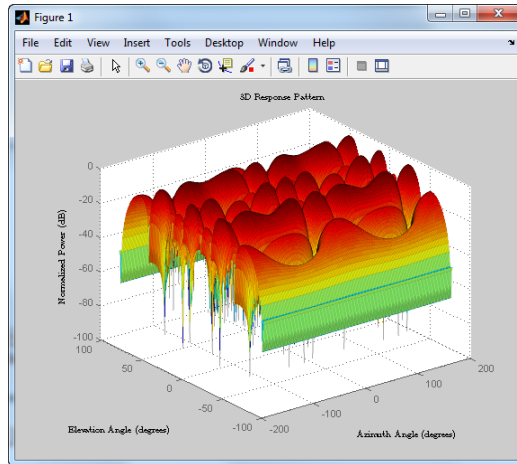 Figure 1
File Edit View Insert Tools Desktop Window Help
3D Response Pattern
Normalized Power (dB)
0
-20
-40
-60
-80
-100
100
50
0
-50
-100
Elevation Angle (degrees)
-200
-100
0
100
200
Azimuth Angle (degrees)